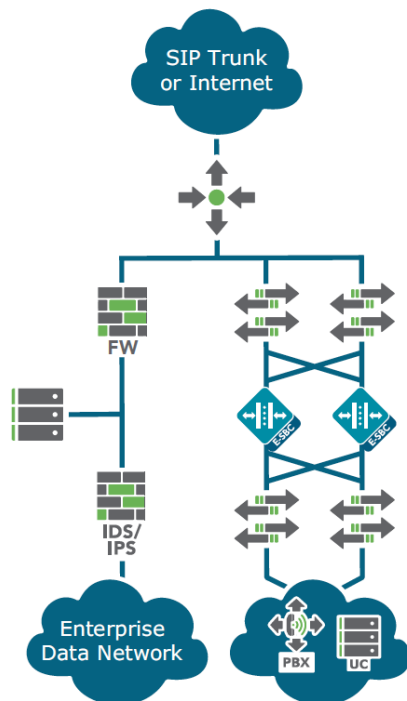 SIP Trunk
or Internet
FW
E-SBC
E-SBC
IDS/
IPS
Enterprise
Data Network
PBX
UC